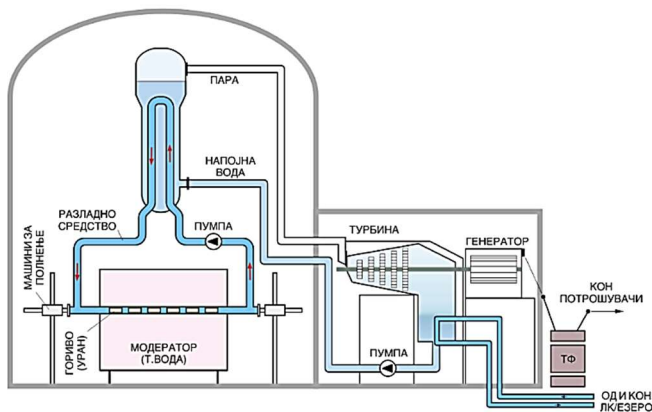 ПАРА
НАПОЈНА
ВОДА
РАЗЛАДНО
СРЕДСТВО
ПУМПА
МАШИНИ ЗА
ПОЛНЕЊЕ
ГОРИВО
(УРАН)
МОДЕРАТОР
(Т.ВОДА)
ТУРБИНА
ГЕНЕРАТОР
КОН
ПОТРОШУВАЧИ
ПУМПА
ТФ
ОД И КОН
ЛК/ЕЗЕРО